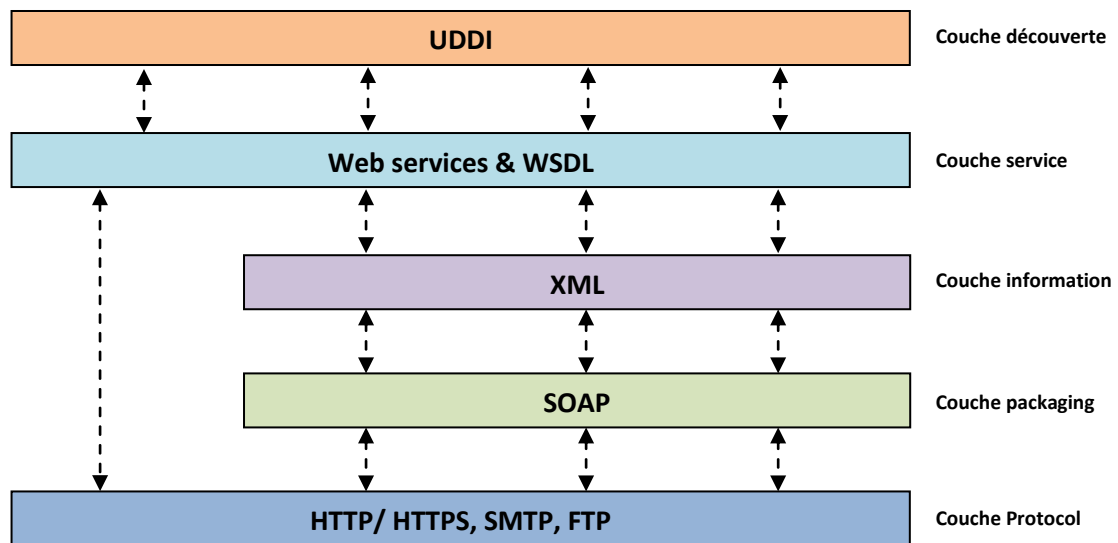 UDDI
Couche découverte
Web services & WSDL
Couche service
XML
Couche information
SOAP
Couche packaging
HTTP/ HTTPS, SMTP, FTP
Couche Protocol